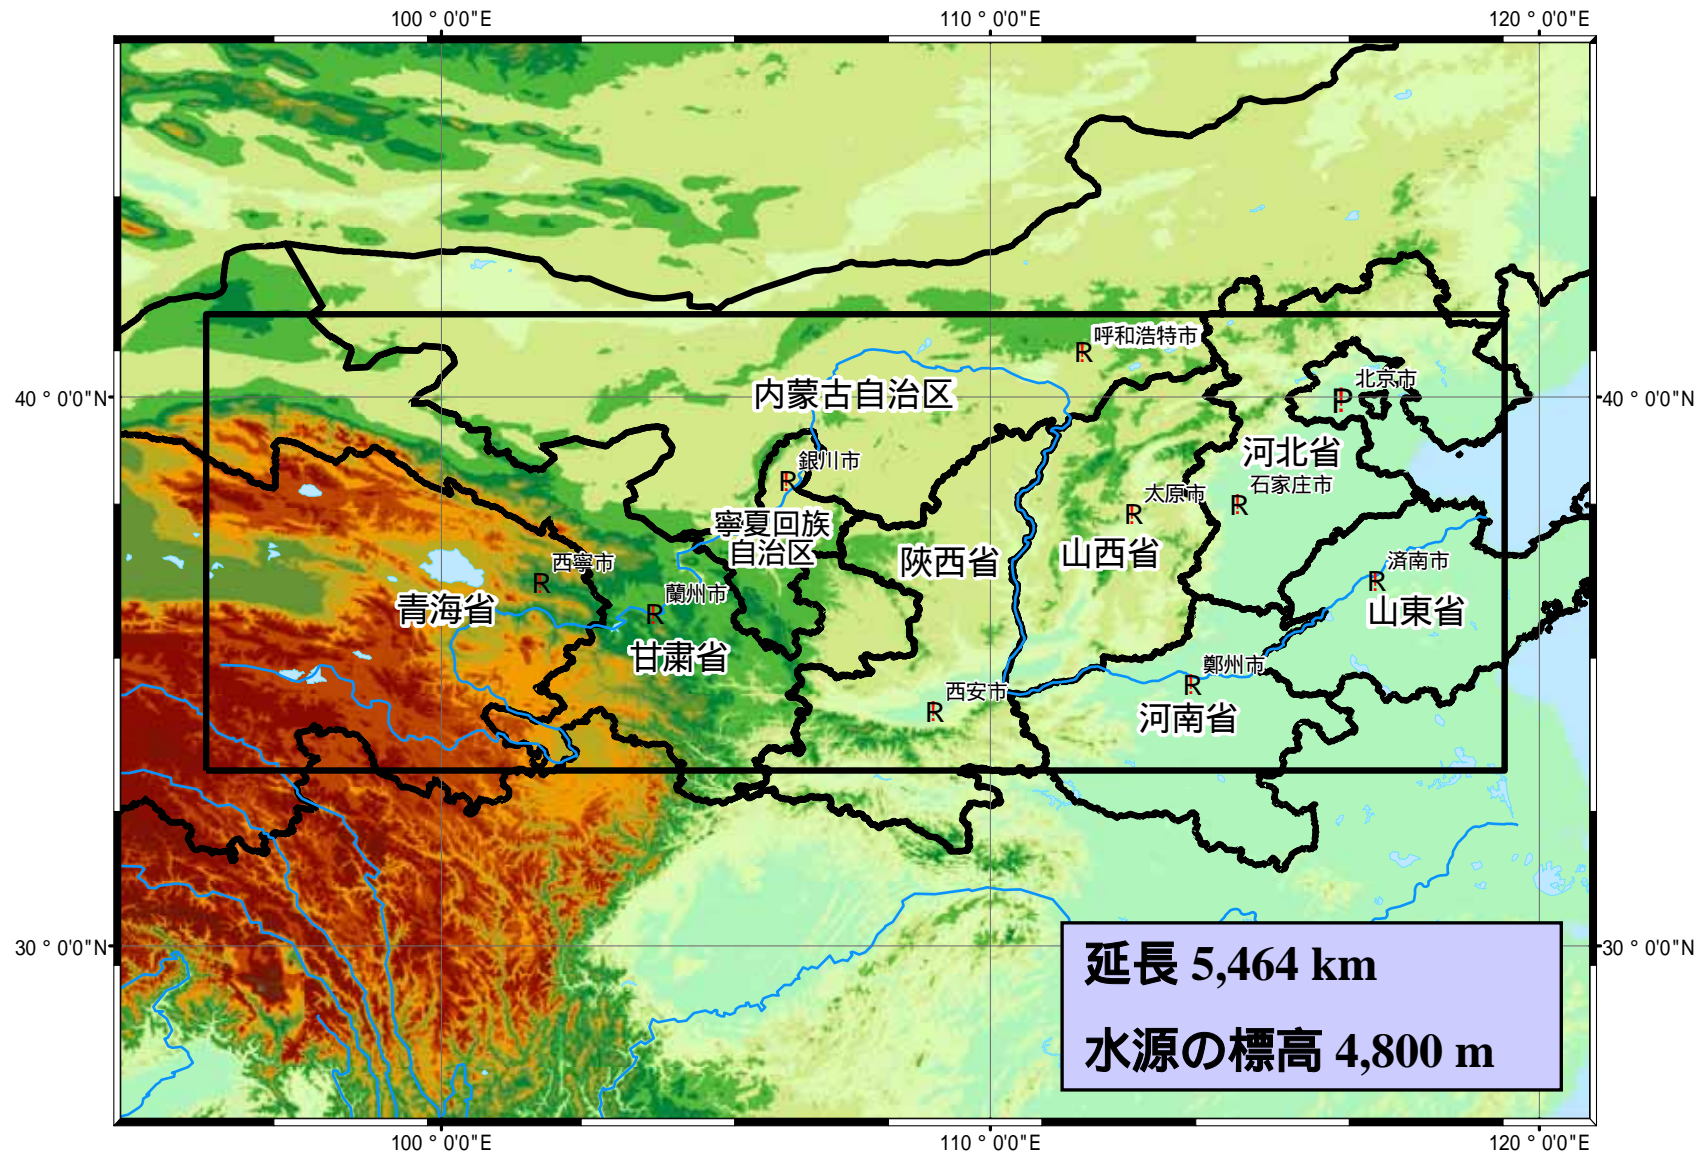 100 ° 0'0"E
110 ° 0'0"E
120 ° 0'0"E
呼和浩特市
R
北京市
P
40 ° 0'0"N
内蒙古自治区
40 ° 0'0"N
河北省
銀川市
R
石家庄市
R
太原市
R
寧夏回族
自治区
陝西省
山西省
西寧市
R
済南市
R
蘭州市
R
青海省
山東省
甘粛省
鄭州市
R
西安市
R
河南省
30 ° 0'0"N
30 ° 0'0"N
延長 5,464 km
水源の標高 4,800 m
100 ° 0'0"E
110 ° 0'0"E
120 ° 0'0"E